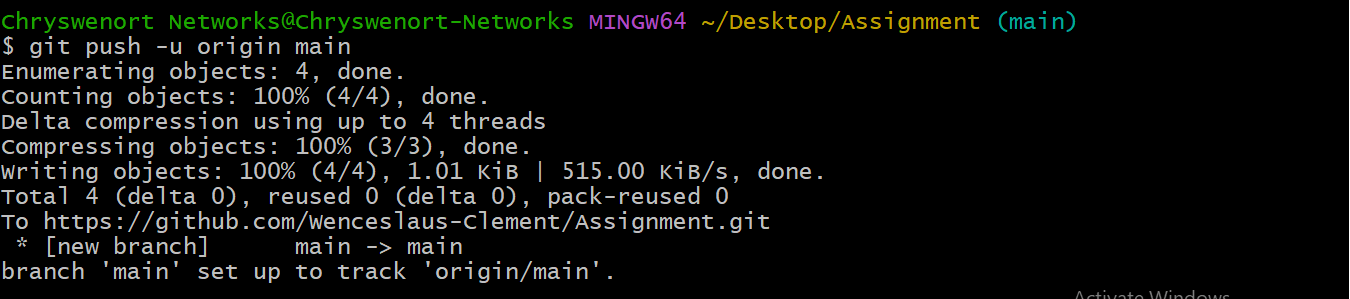 Chryswenort Networks@Chryswenort-Networks MINGW64 ~/Desktop/Assignment (main)
$ git push -u origin main
Enumerating objects: 4, done.
Counting objects: 100% (4/4), done.
Delta compression using up to 4 threads
Compressing objects: 100% (3/3), done.
Writing objects: 100% (4/4), 1.01 KiB | 515.00 KiB/s, done.
Total 4 (delta 0), reused 0 (delta 0), pack-reused 0
To https://github.com/Wenceslaus-Clement/Assignment.git
 * [new branch]      main -> main
branch 'main' set up to track 'origin/main'.
Activate Windows